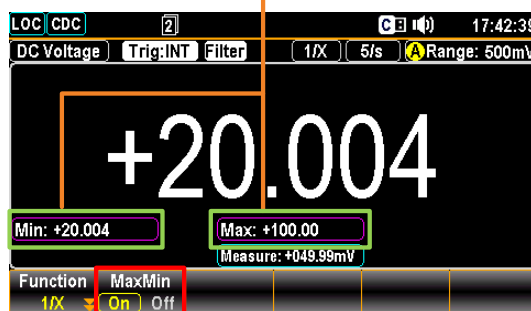 LOC CDC 2 C 17:42:39
DC Voltage Trig:INT Filter 1/X 5/s A Range: 500mV
+20.004
Min: +20.004 Max: +100.00
Measure: +049.99mV
Function MaxMin
1/X On Off